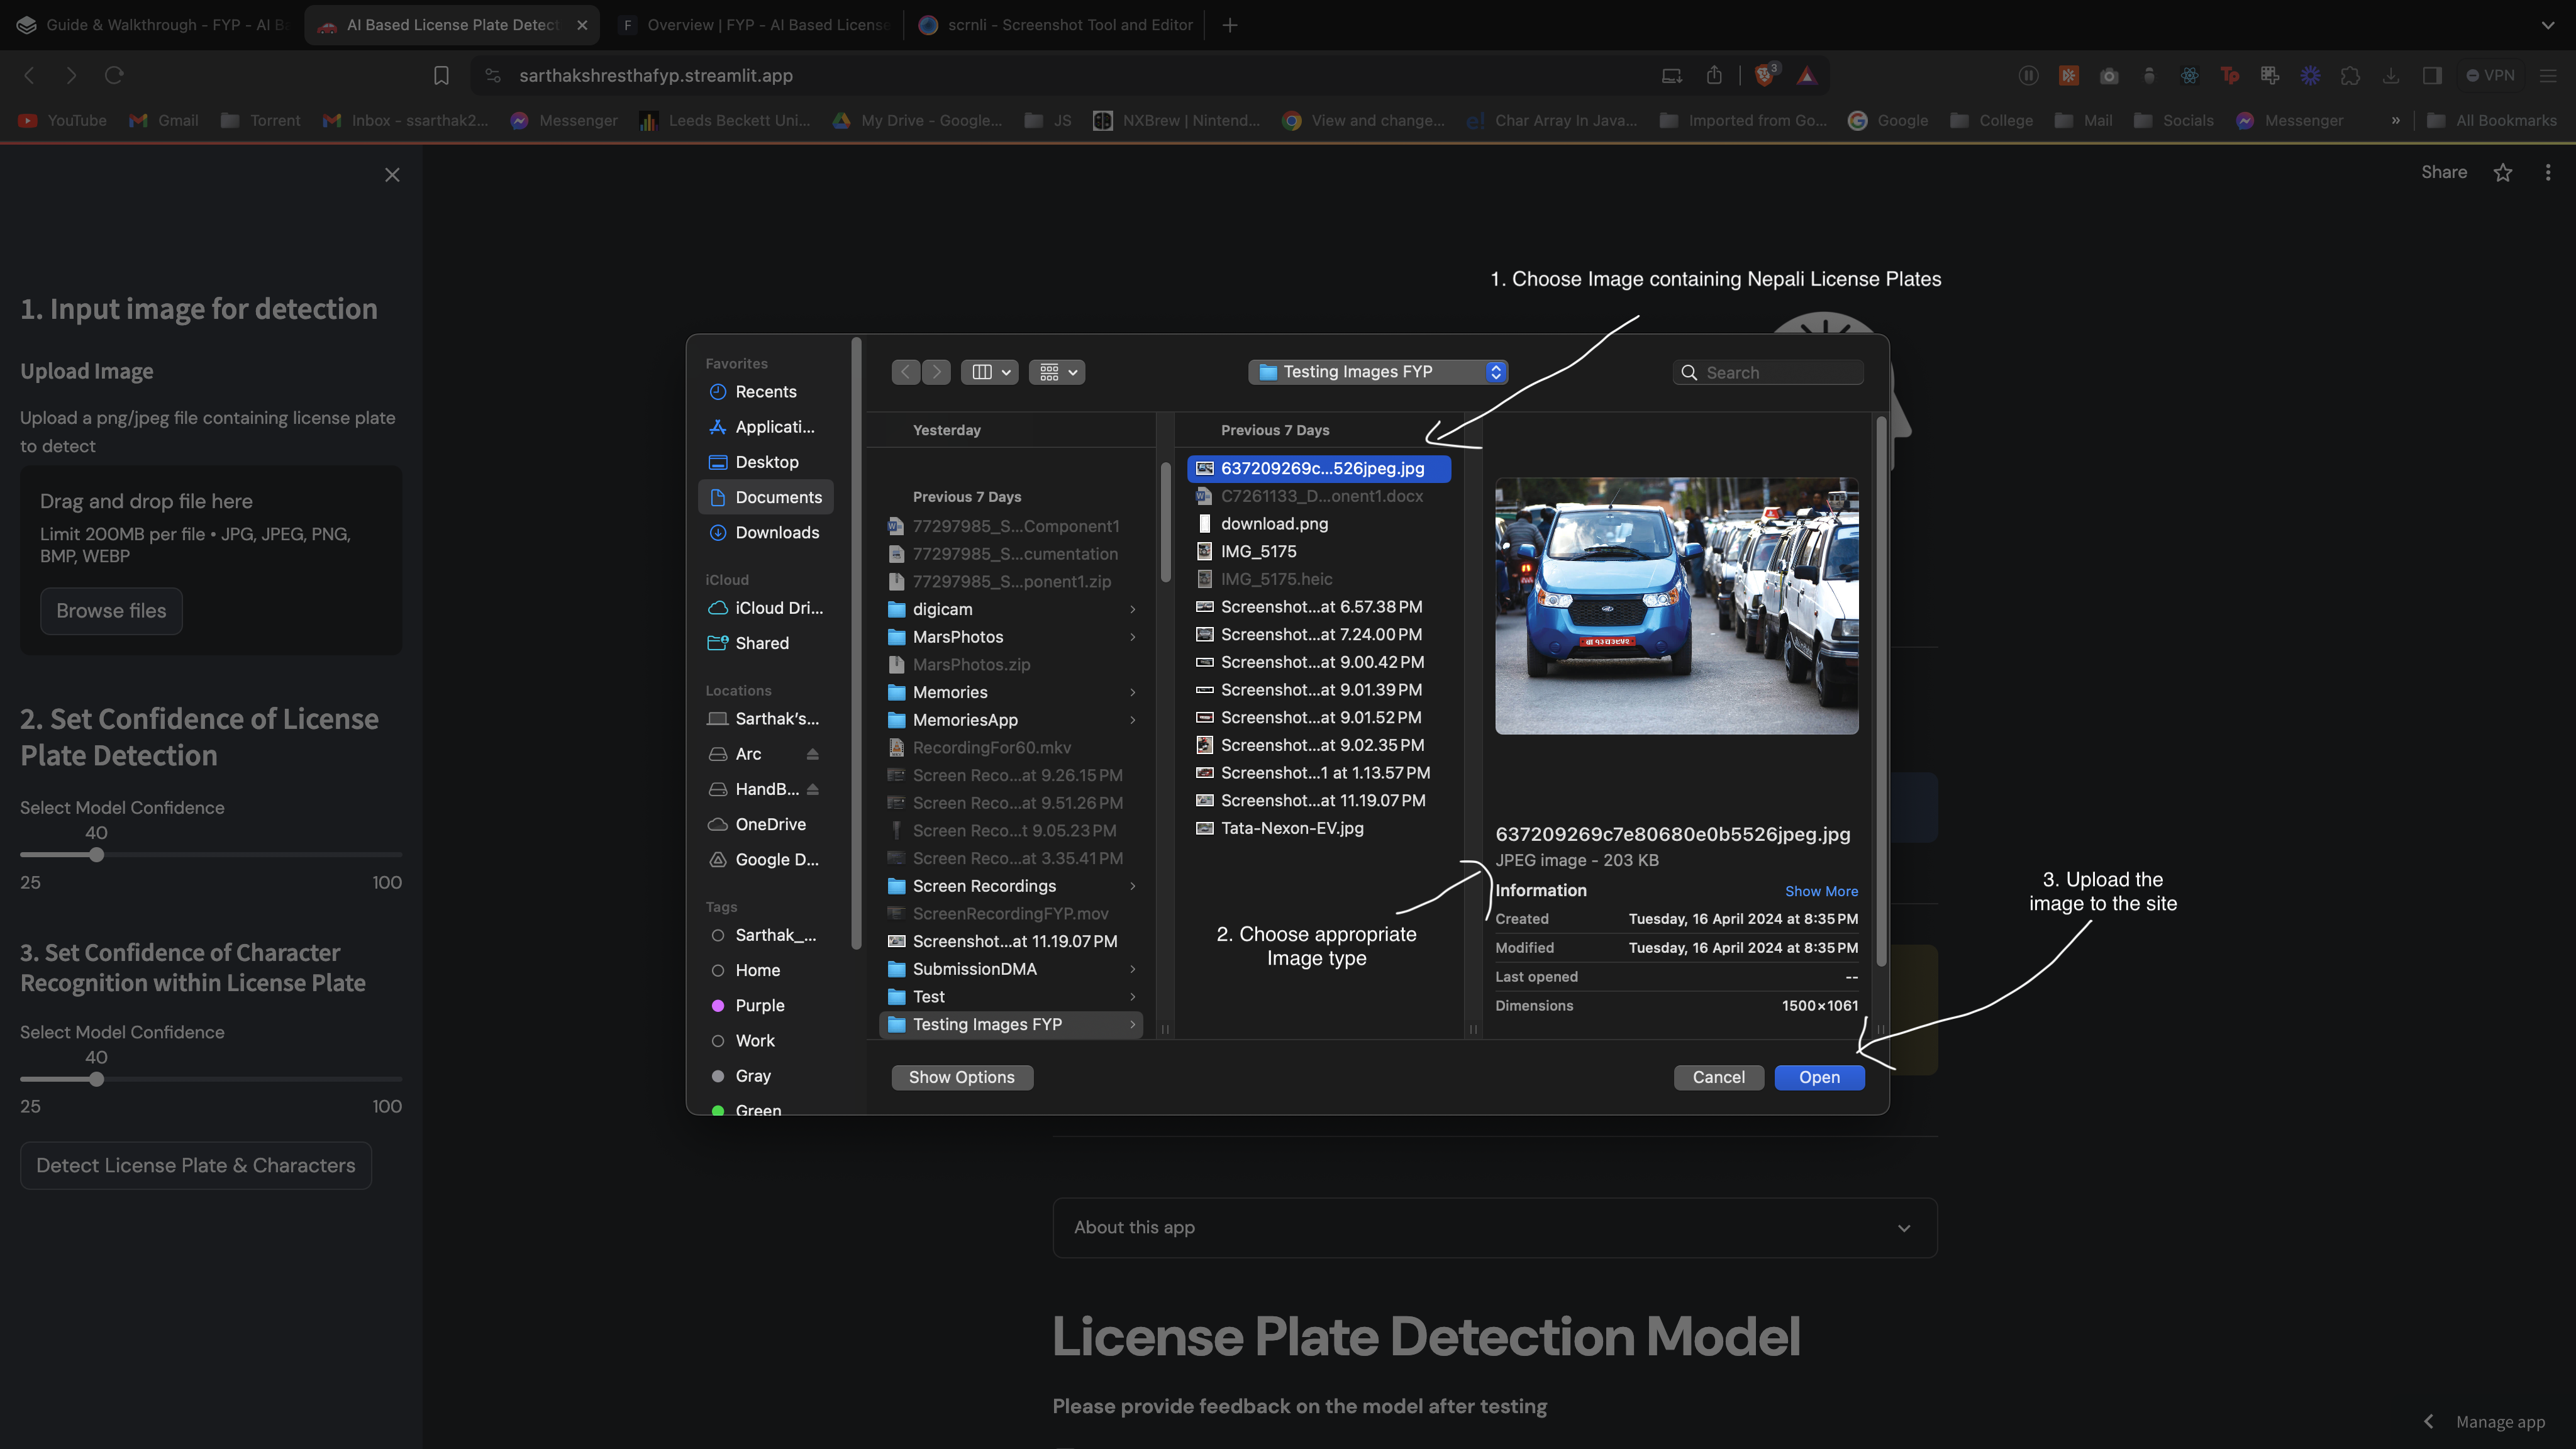 Guide & Walkthrough - FYP - AI B
AI Based License Plate Detect
F Overview | FYP - AI Based License
scrnli - Screenshot Tool and Editor
sarthakshresthafyp.streamlit.app
3
VPN
YouTube
Gmail
Torrent
Inbox - ssarthak2...
Messenger
Leeds Beckett Uni...
My Drive - Google...
JS
NXBrew | Nintend...
View and change...
e! Char Array In Java...
Imported from Go...
Google
College
Mail
Socials
Messenger
»
All Bookmarks
Share
1. Input image for detection
Upload Image
Upload a png/jpeg file containing license plate
to detect
Drag and drop file here
Limit 200MB per file • JPG, JPEG, PNG,
BMP, WEBP
Browse files
2. Set Confidence of License
Plate Detection
Select Model Confidence
40
25 100
3. Set Confidence of Character
Recognition within License Plate
Select Model Confidence
40
25 100
Detect License Plate & Characters
1. Choose Image containing Nepali License Plates
Favorites
Recents
Applicati...
Desktop
Documents
Downloads
iCloud
iCloud Dri...
Shared
Locations
Sarthak's...
Arc
HandB...
OneDrive
Google D...
Tags
Sarthak_...
Home
Purple
Work
Gray
Green
Testing Images FYP
Search
Yesterday
Previous 7 Days
77297985_S...Component1
77297985_S...cumentation
77297985_S...ponent1.zip
digicam
MarsPhotos
MarsPhotos.zip
Memories
MemoriesApp
RecordingFor60.mkv
Screen Reco...at 9.26.15 PM
Screen Reco...at 9.51.26 PM
Screen Reco...t 9.05.23 PM
Screen Reco...at 3.35.41 PM
Screen Recordings
ScreenRecordingFYP.mov
Screenshot...at 11.19.07 PM
SubmissionDMA
Test
Testing Images FYP
Previous 7 Days
637209269c...526jpeg.jpg
C7261133_D...onent1.docx
download.png
IMG_5175
IMG_5175.heic
Screenshot...at 6.57.38 PM
Screenshot...at 7.24.00 PM
Screenshot...at 9.00.42 PM
Screenshot...at 9.01.39 PM
Screenshot...at 9.01.52 PM
Screenshot...at 9.02.35 PM
Screenshot...1 at 1.13.57 PM
Screenshot...at 11.19.07 PM
Tata-Nexon-EV.jpg
2. Choose appropriate
Image type
637209269c7e80680e0b5526jpeg.jpg
JPEG image - 203 KB
Information Show More
Created Tuesday, 16 April 2024 at 8:35 PM
Modified Tuesday, 16 April 2024 at 8:35 PM
Last opened --
Dimensions 1500×1061
Show Options
Cancel
Open
3. Upload the
image to the site
About this app
License Plate Detection Model
Please provide feedback on the model after testing
Manage app